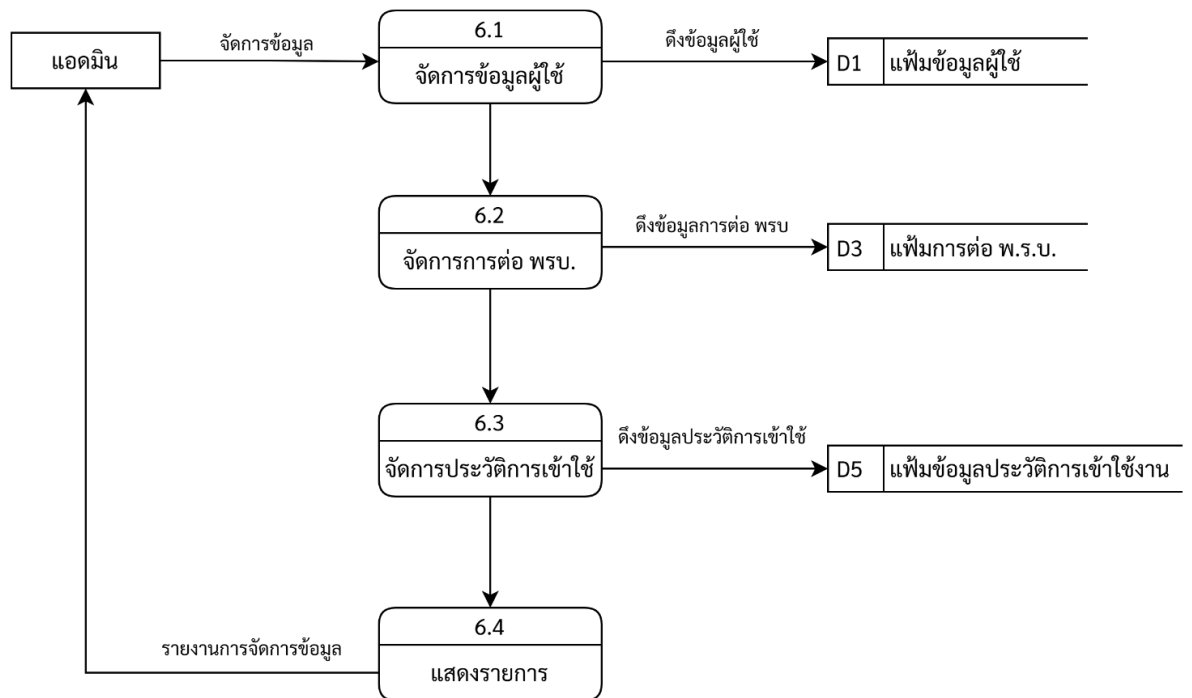 แอดมิน
จัดการข้อมูล
6.1
จัดการข้อมูลผู้ใช้
ดึงข้อมูลผู้ใช้
D1 แฟ้มข้อมูลผู้ใช้
6.2
จัดการการต่อ พรบ.
ดึงข้อมูลการต่อ พรบ
D3 แฟ้มการต่อ พ.ร.บ.
6.3
จัดการประวัติการเข้าใช้
ดึงข้อมูลประวัติการเข้าใช้
D5 แฟ้มข้อมูลประวัติการเข้าใช้งาน
6.4
แสดงรายการ
รายงานการจัดการข้อมูล